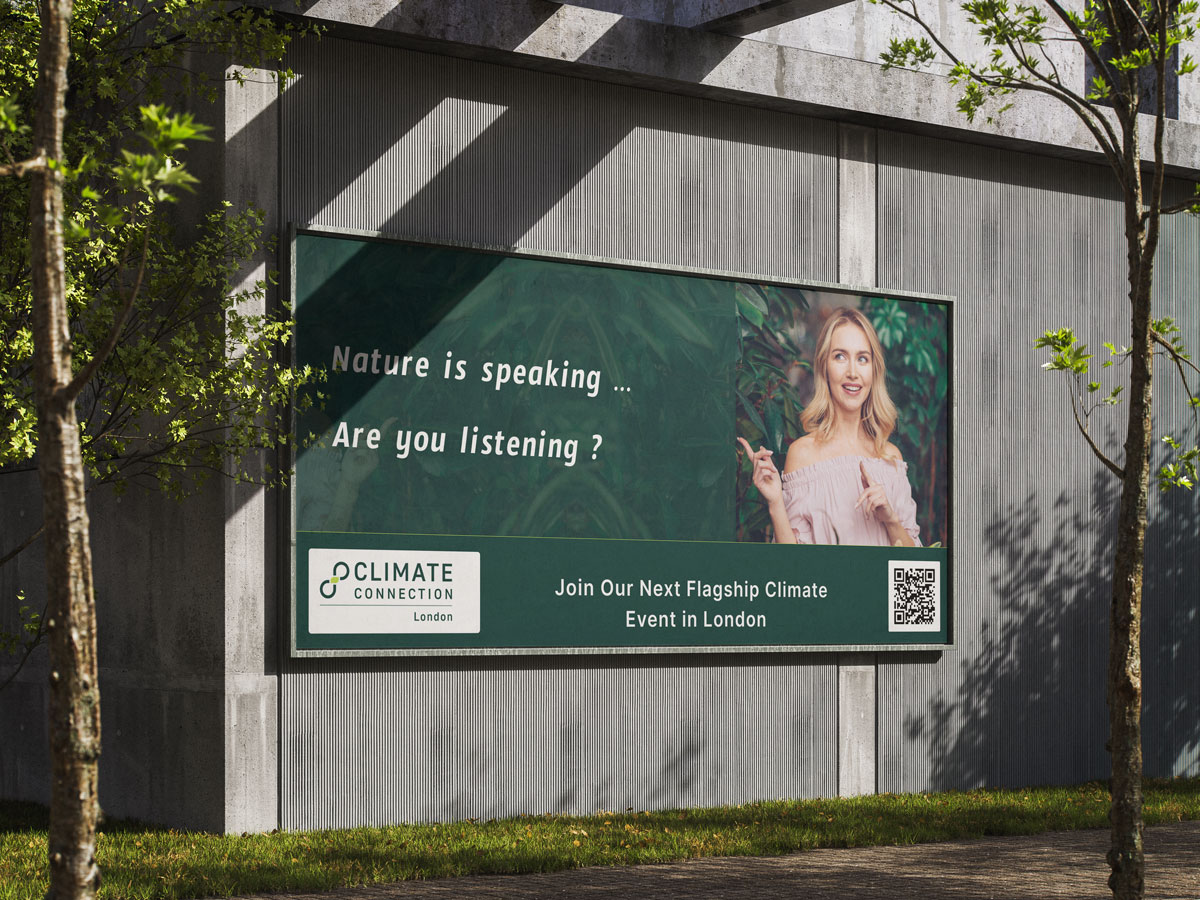 Nature is speaking ...
Are you listening ?
CLIMATE
CONNECTION
London
Join Our Next Flagship Climate
Event in London